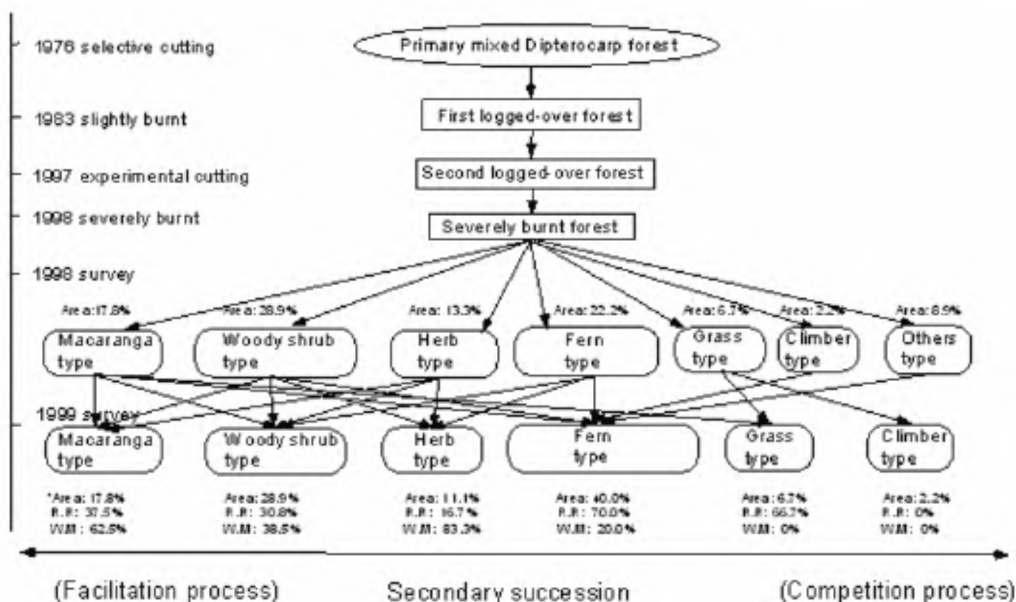 1976 selective cutting
Primary mixed Dipterocarp forest
1983 slightly burnt
First logged-over forest
1997 experimental cutting
Second logged-over forest
1998 severely burnt
Severely burnt forest
1998 survey
Area:17.8%
Area:28.9%
Area: 13.3%
Area:22.2%
Area:6.7%
Area:2.2%
Area:8.9%
Macaranga
type
Woody shrub
type
Herb
type
Fern
type
Grass
type
Climber
type
Others
type
1999 survey
Macaranga
type
Woody shrub
type
Herb
type
Fern
type
Grass
type
Climber
type
*Area:17.8%
R.R: 37.5%
W.M: 62.5%
Area:28.9%
R.R: 30.8%
W.M: 38.5%
Area:11.1%
R.R: 16.7%
W.M: 83.3%
Area:40.0%
R.R: 70.0%
W.M: 20.0%
Area:6.7%
R.R: 66.7%
W.M: 0%
Area:2.2%
R.R: 0%
W.M: 0%
(Facilitation process)
Secondary succession
(Competition process)